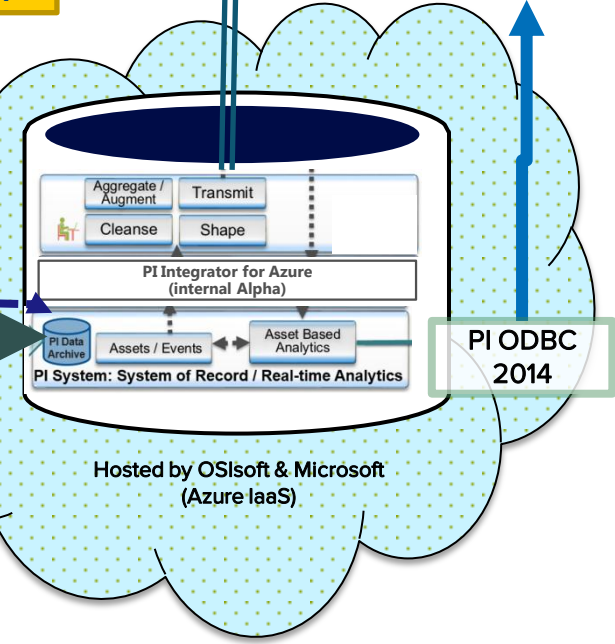 Aggregate /
Augment
Transmit
Cleanse
Shape
PI Integrator for Azure
(internal Alpha)
PI Data
Archive
Assets / Events
Asset Based
Analytics
PI System: System of Record / Real-time Analytics
PI ODBC
2014
Hosted by OSIsoft & Microsoft
(Azure IaaS)